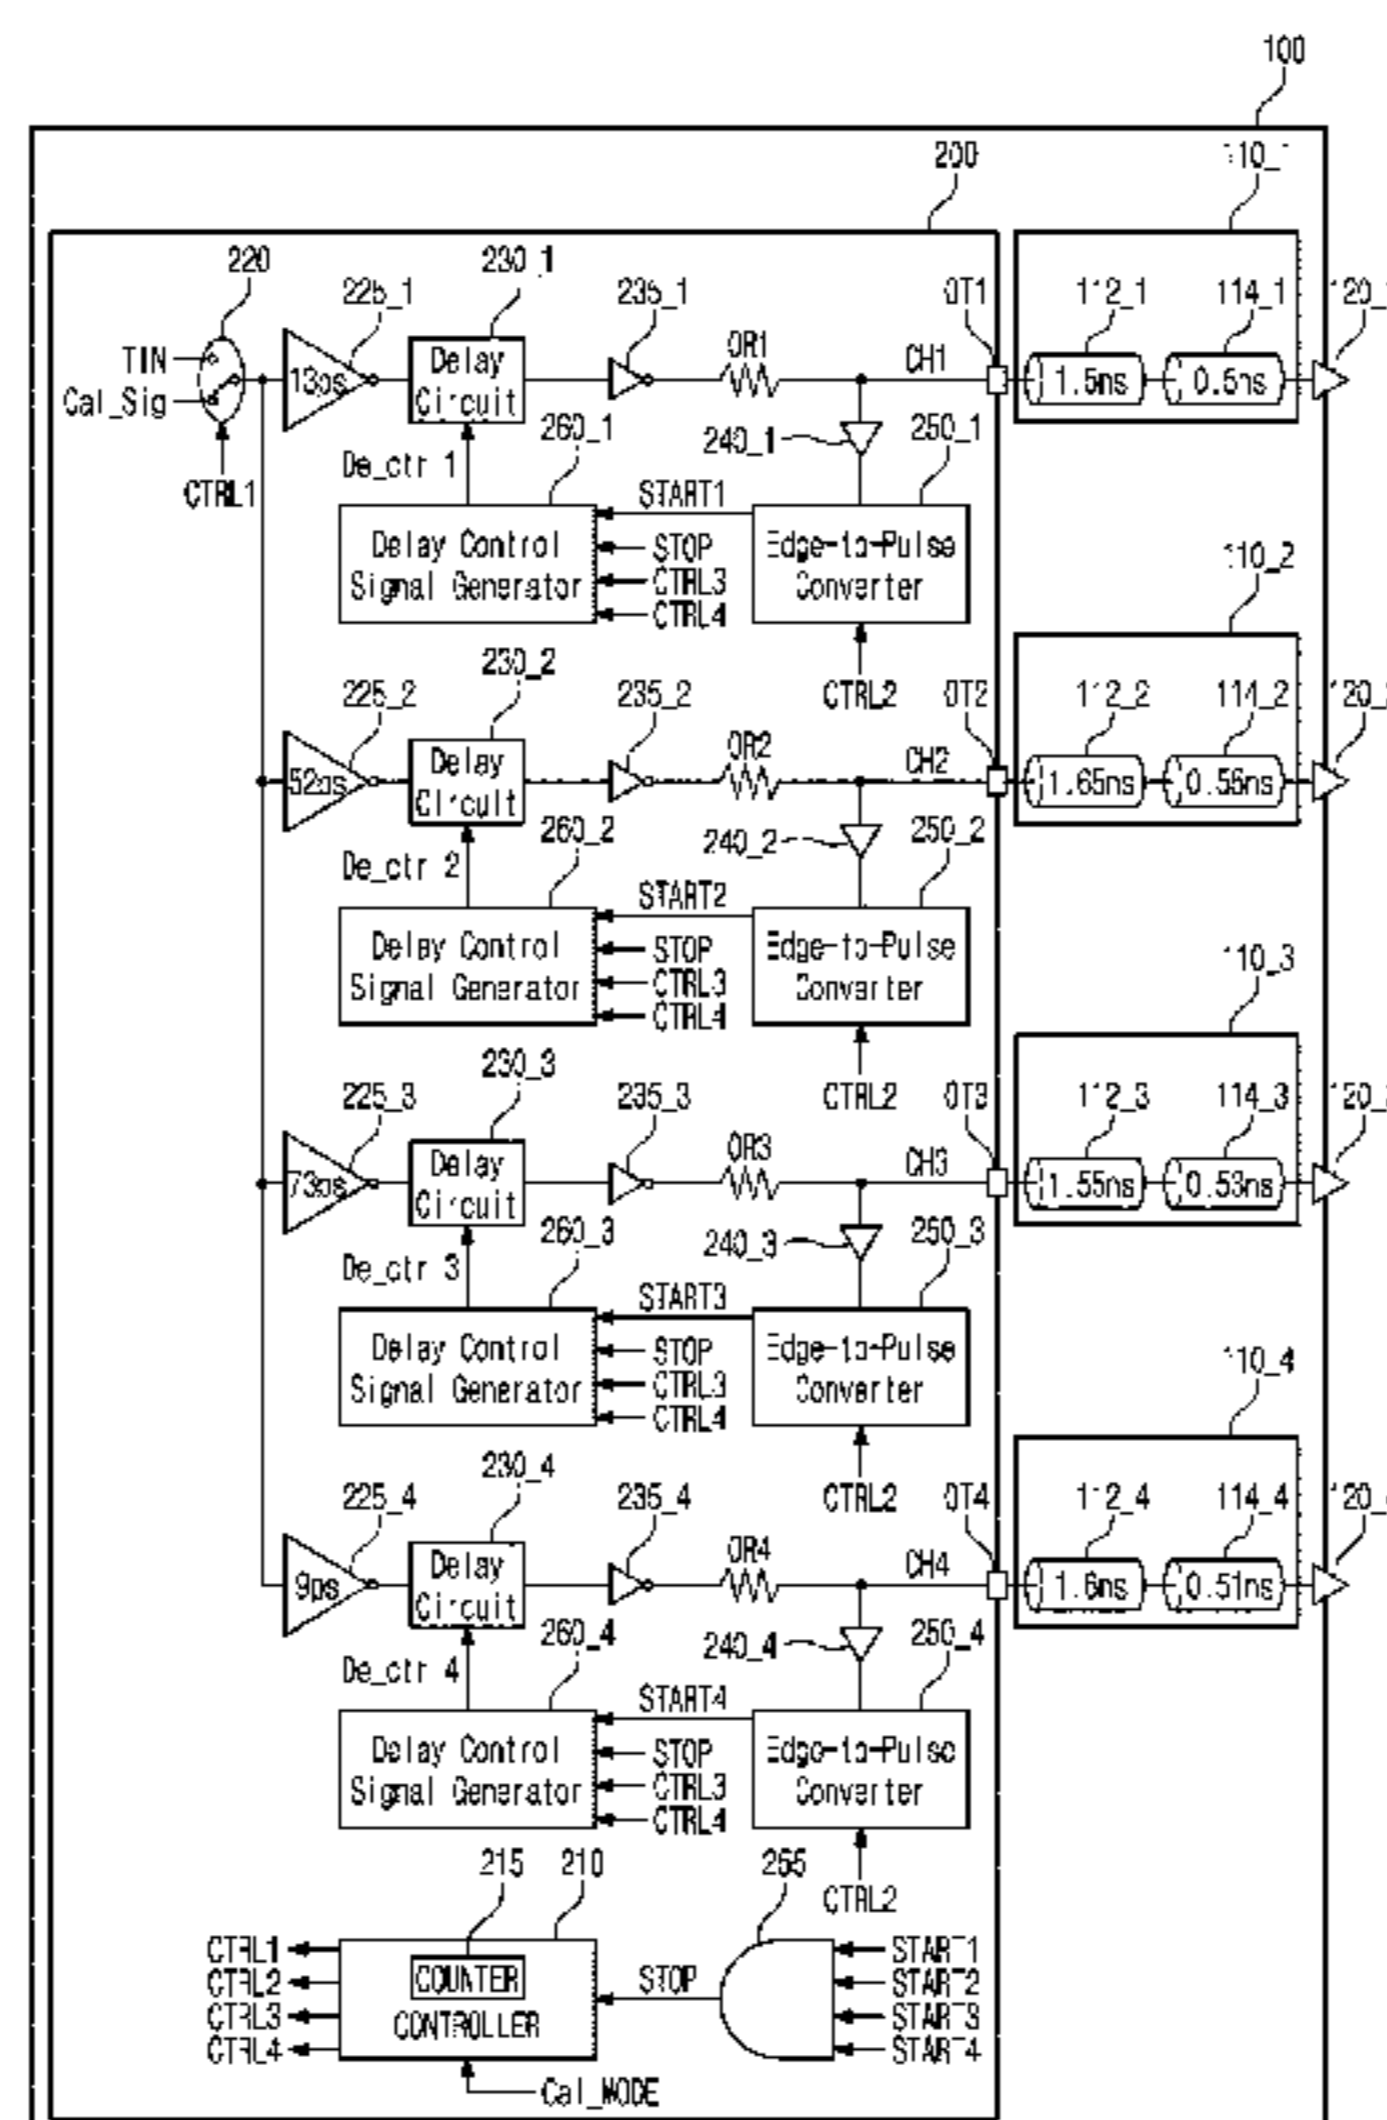 100
200
110_1
220
230_1
225_1
235_1
OT1
112_1
114_1
TIN
Cal_Sig
13ps
Delay Circuit
OR1
CH1
1.5ns
0.5ns
CTRL1
De_ctr 1
260_1
240_1
250_1
Delay Control Signal Generator
START1
STOP
CTRL3
CTRL4
Edge-to-Pulse Converter
CTRL2
110_2
230_2
225_2
235_2
OT2
112_2
114_2
52ps
Delay Circuit
OR2
CH2
1.65ns
De_ctr 2
260_2
240_2
250_2
Delay Control Signal Generator
START2
STOP
CTRL3
CTRL4
Edge-to-Pulse Converter
CTRL2
110_3
230_3
225_3
235_3
OT3
112_3
114_3
73ps
Delay Circuit
OR3
CH3
1.55ns
0.53ns
De_ctr 3
260_3
240_3
250_3
Delay Control Signal Generator
START3
STOP
CTRL3
CTRL4
Edge-to-Pulse Converter
CTRL2
110_4
230_4
225_4
235_4
OT4
112_4
114_4
9ps
Delay Circuit
OR4
CH4
1.6ns
0.51ns
De_ctr 4
260_4
240_4
250_4
Delay Control Signal Generator
START4
STOP
CTRL3
CTRL4
Edge-to-Pulse Converter
CTRL2
215
210
CTRL1
CTRL2
CTRL3
CTRL4
COUNTER
CONTROLLER
STOP
START1
START2
START3
START4
Cal_MODE